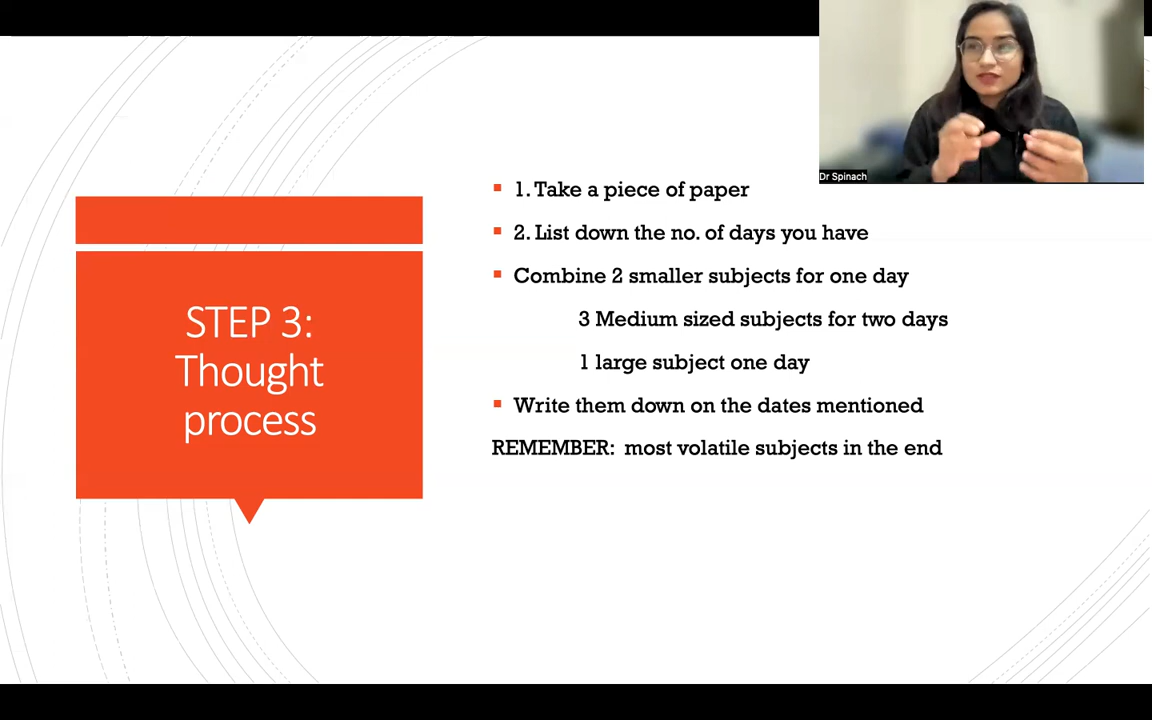 Dr Spinach
STEP 3:
Thought
process
1. Take a piece of paper
2. List down the no. of days you have
Combine 2 smaller subjects for one day
3 Medium sized subjects for two days
1 large subject one day
Write them down on the dates mentioned
REMEMBER: most volatile subjects in the end